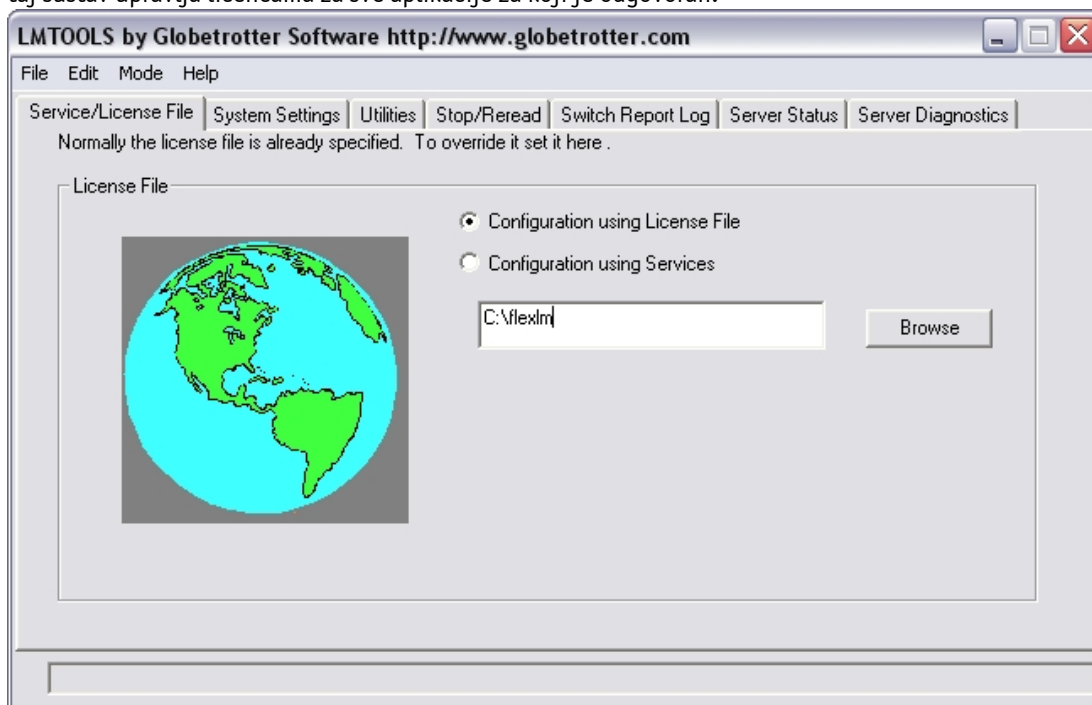 taj sustav upravlja licencama za sve aplikacije za koji je odgovoran.
LMTOOLS by Globetrotter Software http://www.globetrotter.com
File Edit Mode Help
Service/License File System Settings Utilities Stop/Reread Switch Report Log Server Status Server Diagnostics
Normally the license file is already specified. To override it set it here .
License File
Configuration using License File
Configuration using Services
C:\flexlm
Browse